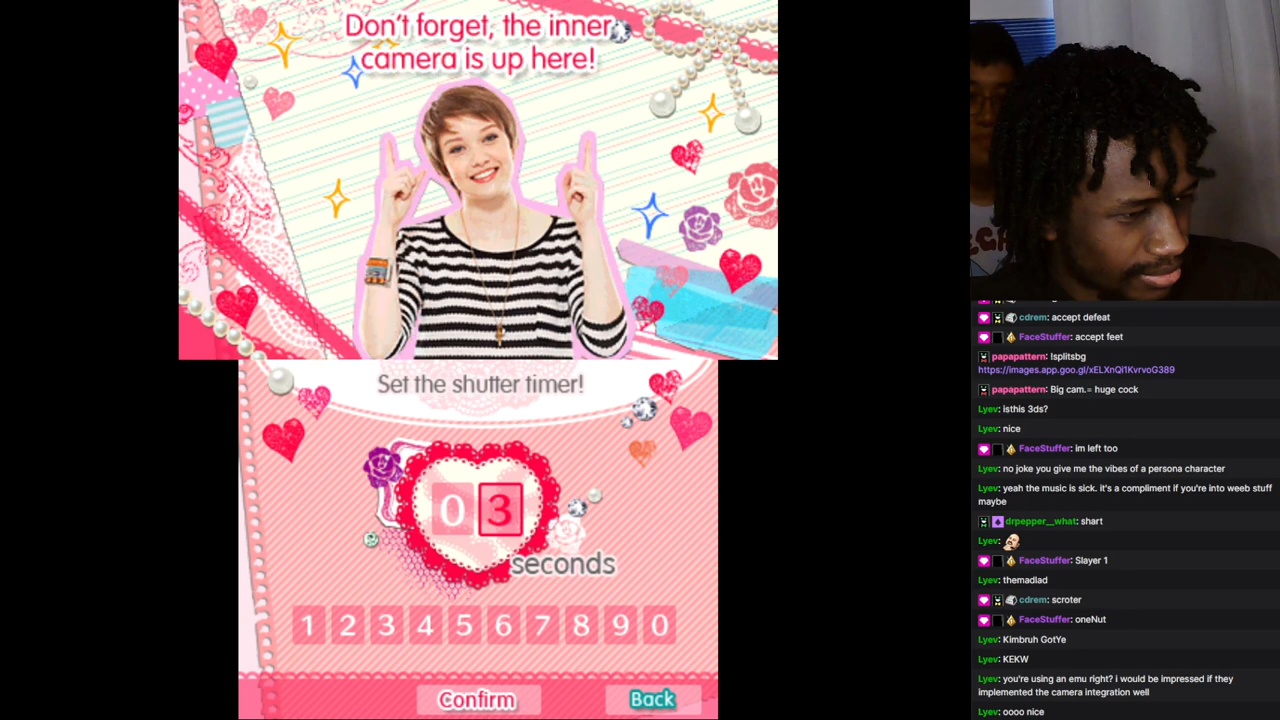 Don't forget, the inner
camera is up here!
Set the shutter timer!
0 3
seconds
1 2 3 4 5 6 7 8 9 0
Confirm
Back
cdrem: accept defeat
FaceStuffer: accept feet
papapattern: !splitsbg
https://images.app.goo.gl/xELXnQi1KvrvoG389
papapattern: Big cam.= huge cock
Lyev: isthis 3ds?
Lyev: nice
FaceStuffer: im left too
Lyev: no joke you give me the vibes of a persona character
Lyev: yeah the music is sick. it's a compliment if you're into weeb stuff
maybe
drpepper__what: shart
Lyev:
FaceStuffer: Slayer 1
Lyev: themadlad
cdrem: scroter
FaceStuffer: oneNut
Lyev: Kimbruh GotYe
Lyev: KEKW
Lyev: you're using an emu right? i would be impressed if they
implemented the camera integration well
Lyev: oooo nice